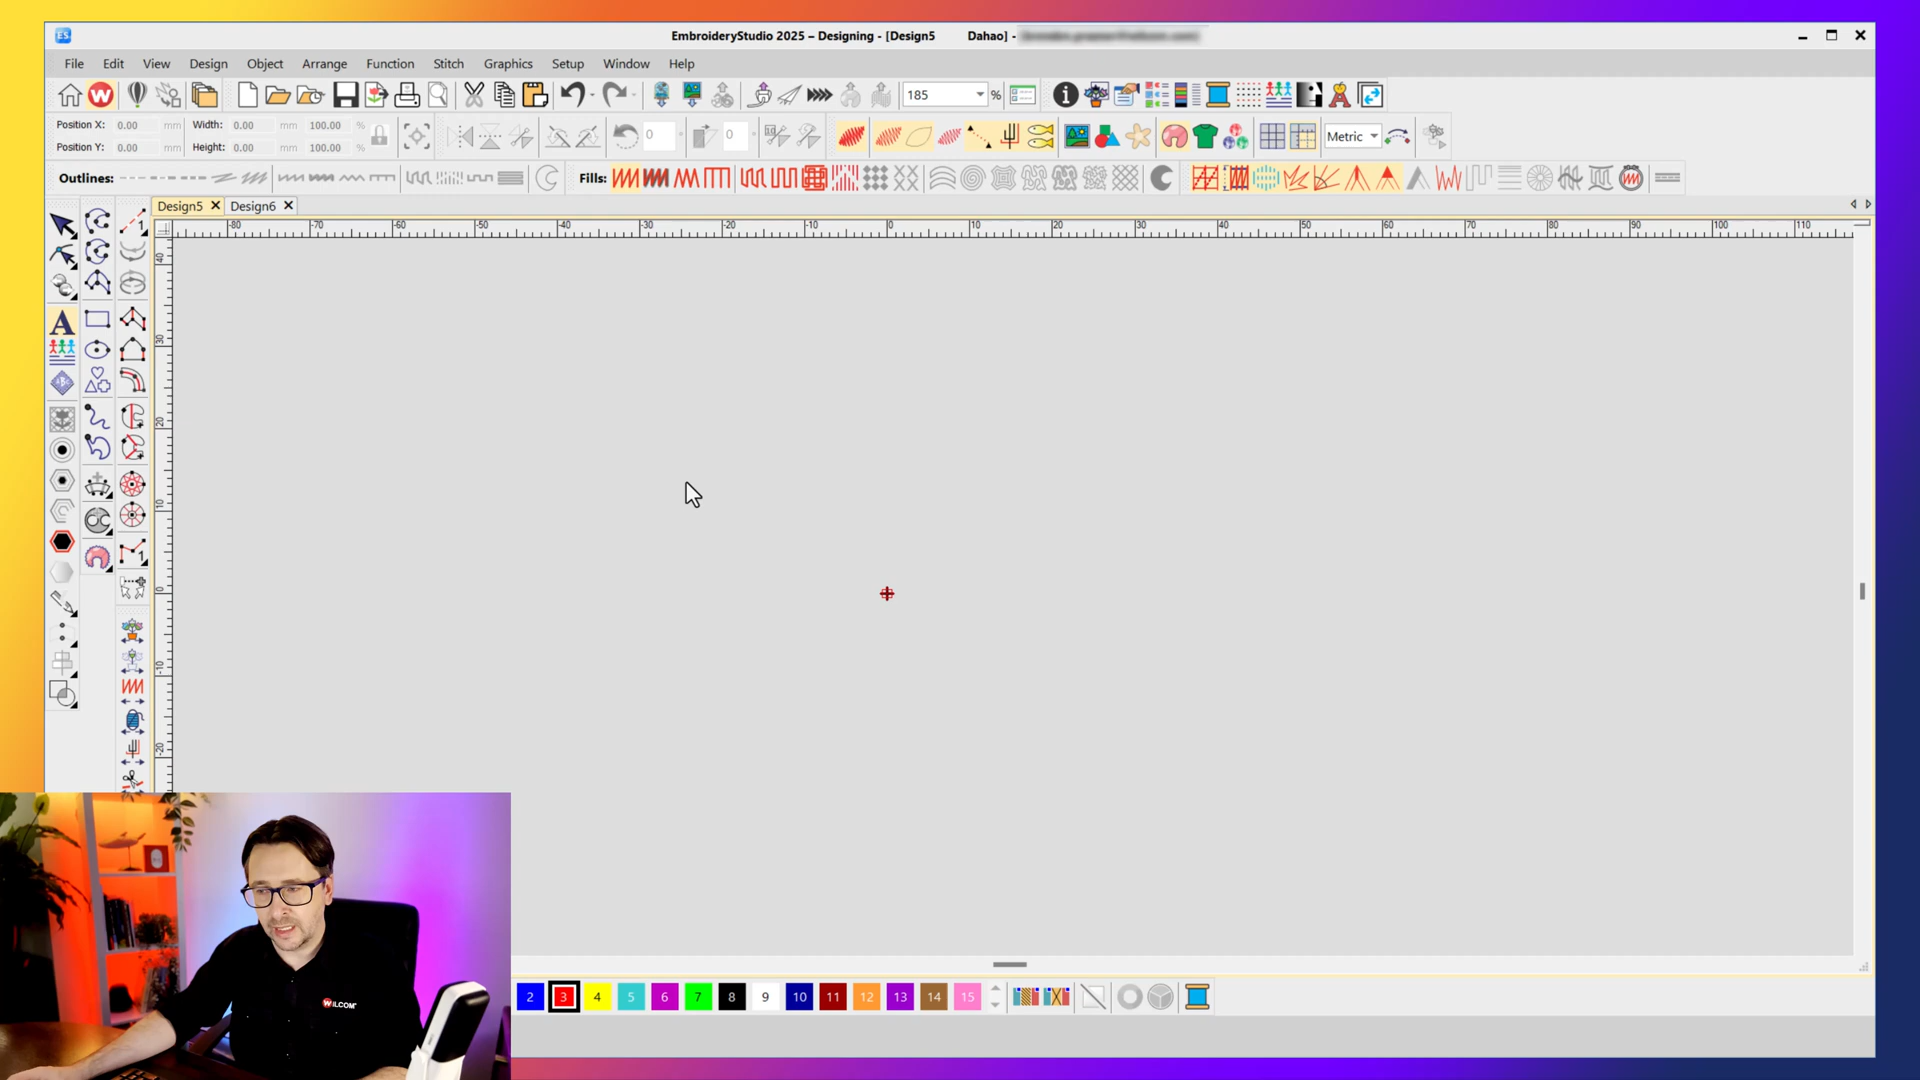 ES
EmbroideryStudio 2025 – Designing - [Design5 Dahao] -
File Edit View Design Object Arrange Function Stitch Graphics Setup Window Help
185 %
Position X: 0.00 mm Width: 0.00 mm 100.00 %
Position Y: 0.00 mm Height: 0.00 mm 100.00 %
0
0
Metric
Outlines:
Fills:
Design5 Design6
-80 -70 -60 -50 -40 -30 -20 -10 0 10 20 30 40 50 60 70 80 90 100 110
40
30
20
10
0
-10
-20
WILCOM
2 3 4 5 6 7 8 9 10 11 12 13 14 15